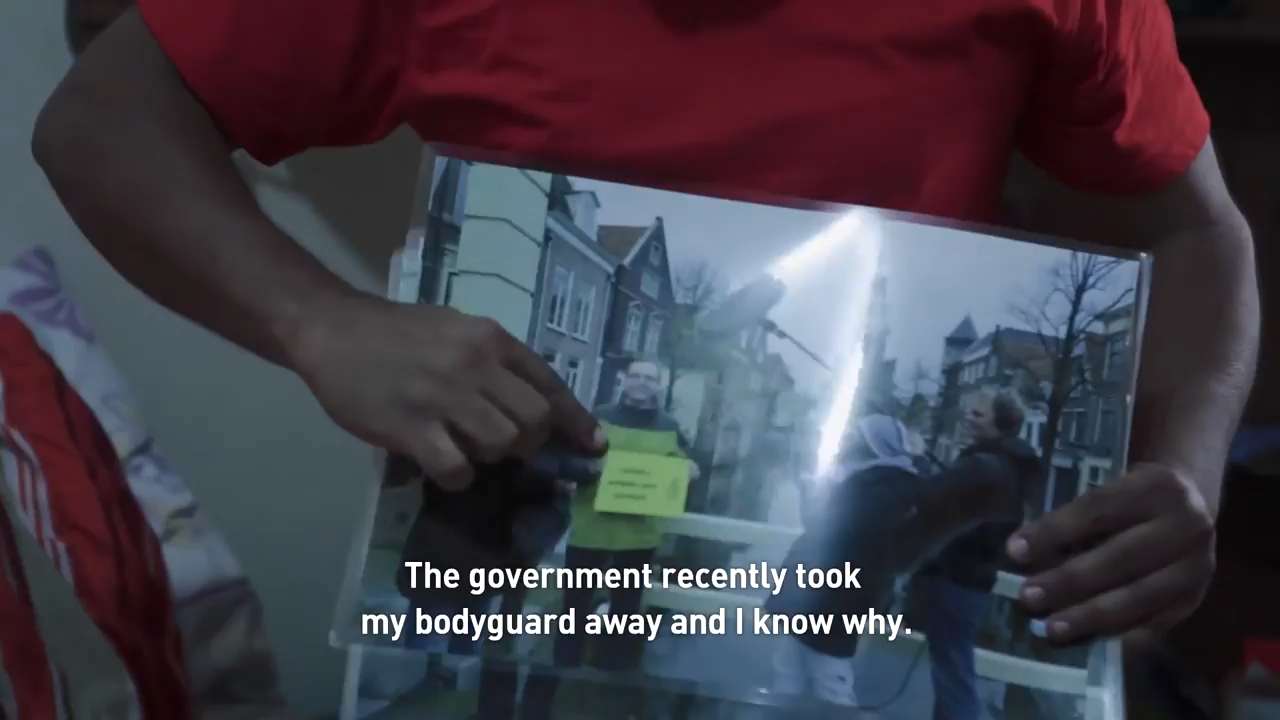 The government recently took
my bodyguard away and I know why.